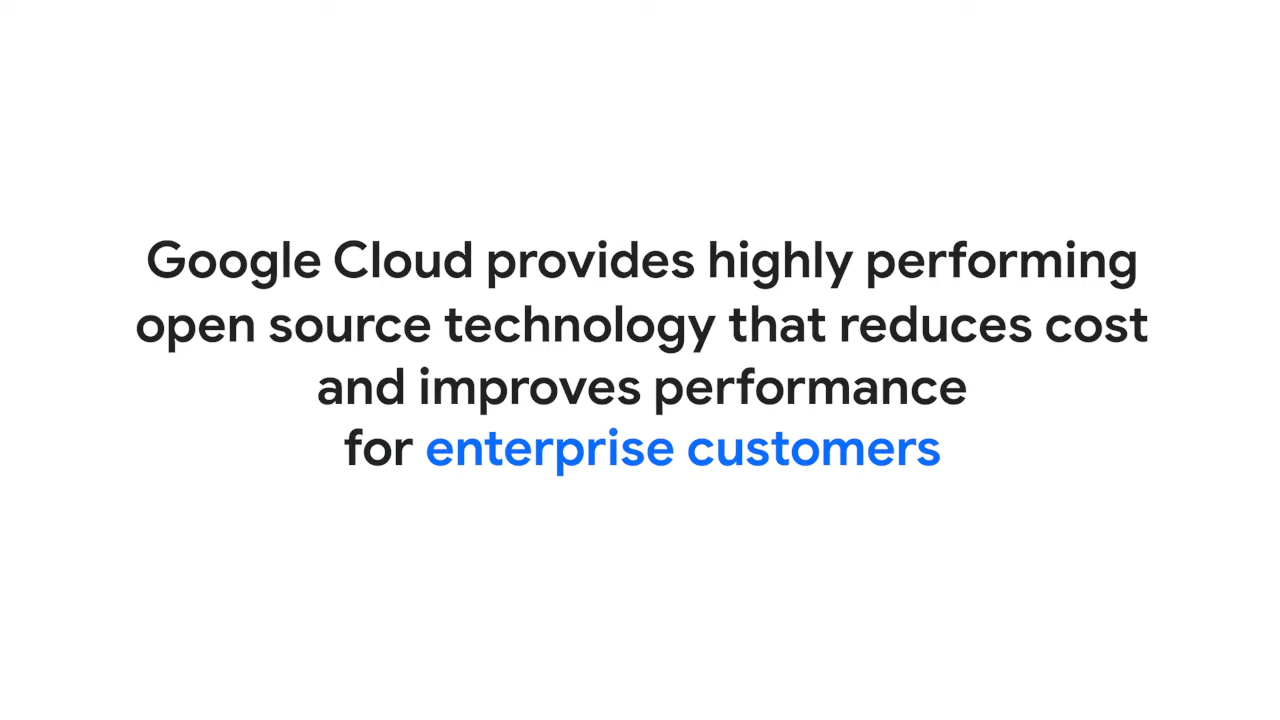 Google Cloud provides highly performing
open source technology that reduces cost
and improves performance
for enterprise customers